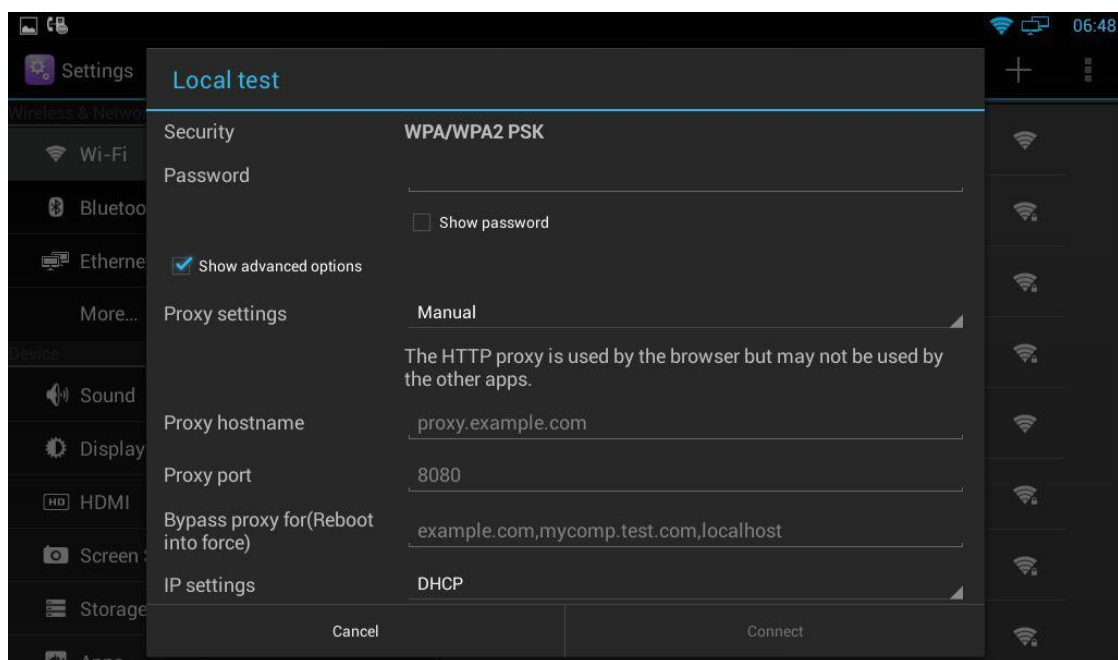 06:48
Settings
Local test
Wireless & Netwo
Security
WPA/WPA2 PSK
Wi-Fi
Password
Bluetoo
Show password
Etherne
Show advanced options
More...
Proxy settings
Manual
Device
The HTTP proxy is used by the browser but may not be used by
the other apps.
Sound
Proxy hostname
proxy.example.com
Display
Proxy port
8080
HD
HDMI
Bypass proxy for(Reboot
into force)
example.com,mycomp.test.com,localhost
Screen
IP settings
DHCP
Storage
Cancel
Connect